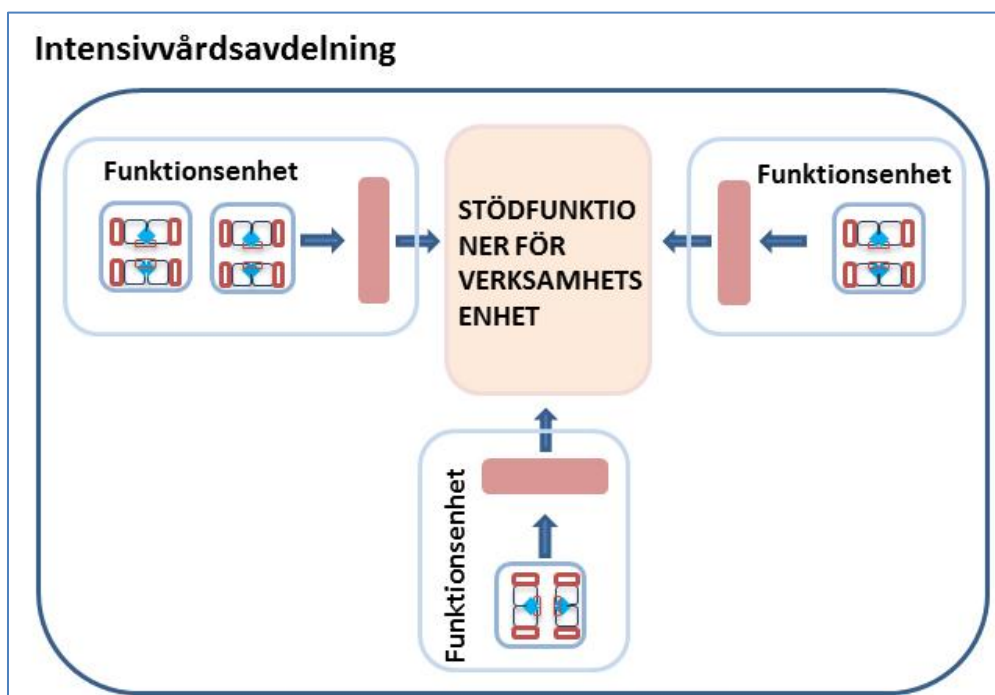 Intensivvårdsavdelning
Funktionsenhet
STÖDFUNKTIO
NER FÖR
VERKSAMHETS
ENHET
Funktionsenhet
Funktionsenhet